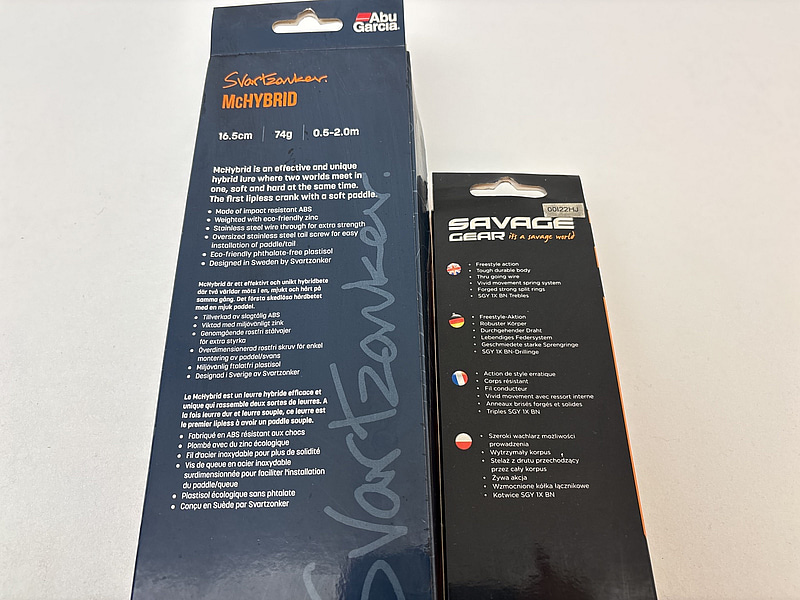 Abu
Garcia®
Svartzonker.
McHYBRID
16.5cm | 74g | 0.5-2.0m
McHybrid is an effective and unique
hybrid lure where two worlds meet in
one, soft and hard at the same time.
The first lipless crank with a soft paddle.
• Made of impact resistant ABS
• Weighted with eco-friendly zinc
• Stainless steel wire through for extra strength
• Oversized stainless steel tail screw for easy
installation of paddle/tail
• Eco-friendly phthalate-free plastisol
• Designed in Sweden by Svartzonker
McHybrid är ett effektivt och unikt hybridbete
där två världar möts i en, mjukt och hårt på
samma gång. Det första skedlösa hårdbetet
med en mjuk paddel.
• Tillverkad av slagtålig ABS
• Viktad med miljövänligt zink
• Genomgående rostfri stålvajer
för extra styrka
• Överdimensionerad rostfri skruv för enkel
montering av paddel/svans
• Miljövänlig ftalatfri plastisol
• Designad i Sverige av Svartzonker
Le McHybrid est un leurre hybride efficace et
unique qui rassemble deux sortes de leurres. A
la fois leurre dur et leurre souple, ce leurre est
le premier lipless à avoir un paddle souple.
• Fabriqué en ABS résistant aux chocs
• Plombé avec du zinc écologique
• Fil d'acier inoxydable pour plus de solidité
• Vis de queue en acier inoxydable
surdimensionnée pour faciliter l'installation
du paddle/queue
• Plastisol écologique sans phtalate
• Conçu en Suède par Svartzonker
Svartzonker.
00122HJ
SAVAGE
GEAR its a savage world
• Freestyle action
• Tough durable body
• Thru going wire
• Vivid movement spring system
• Forged strong split rings
• SGY 1X BN Trebles
• Freestyle-Aktion
• Robuster Körper
• Durchgehender Draht
• Lebendiges Federsystem
• Geschmiedete starke Sprengringe
• SGY 1X BN-Drillinge
• Action de style erratique
• Corps résistant
• Fil conducteur
• Vivid movement avec ressort interne
• Anneaux brisés forgés et solides
• Triples SGY 1X BN
• Szeroki wachlarz możliwości
prowadzenia
• Wytrzymały korpus
• Stelaż z drutu przechodzący
przez cały korpus
• Żywa akcja
• Wzmocnione kółka łącznikowe
• Kotwice SGY 1X BN